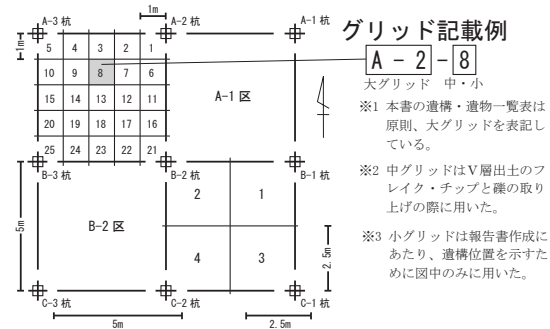 1m
A-3 杭
A-2 杭
A-1 杭
グリッド記載例
1m
5 4 3 2 1
A - 2 - 8
10 9 8 7 6
大グリッド 中・小
15 14 13 12 11
A-1 区
※1 本書の遺構・遺物一覧表は
原則、大グリッドを表記し
ている。
20 19 18 17 16
25 24 23 22 21
B-3 杭
B-2 杭
B-1 杭
※2 中グリッドはⅤ層出土のフ
レイク・チップと礫の取り
上げの際に用いた。
2 1
B-2 区
5m
4 3
2.5m
※3 小グリッドは報告書作成に
あたり、遺構位置を示すた
めに図中のみに用いた。
C-3 杭
C-2 杭
C-1 杭
5m
2.5m